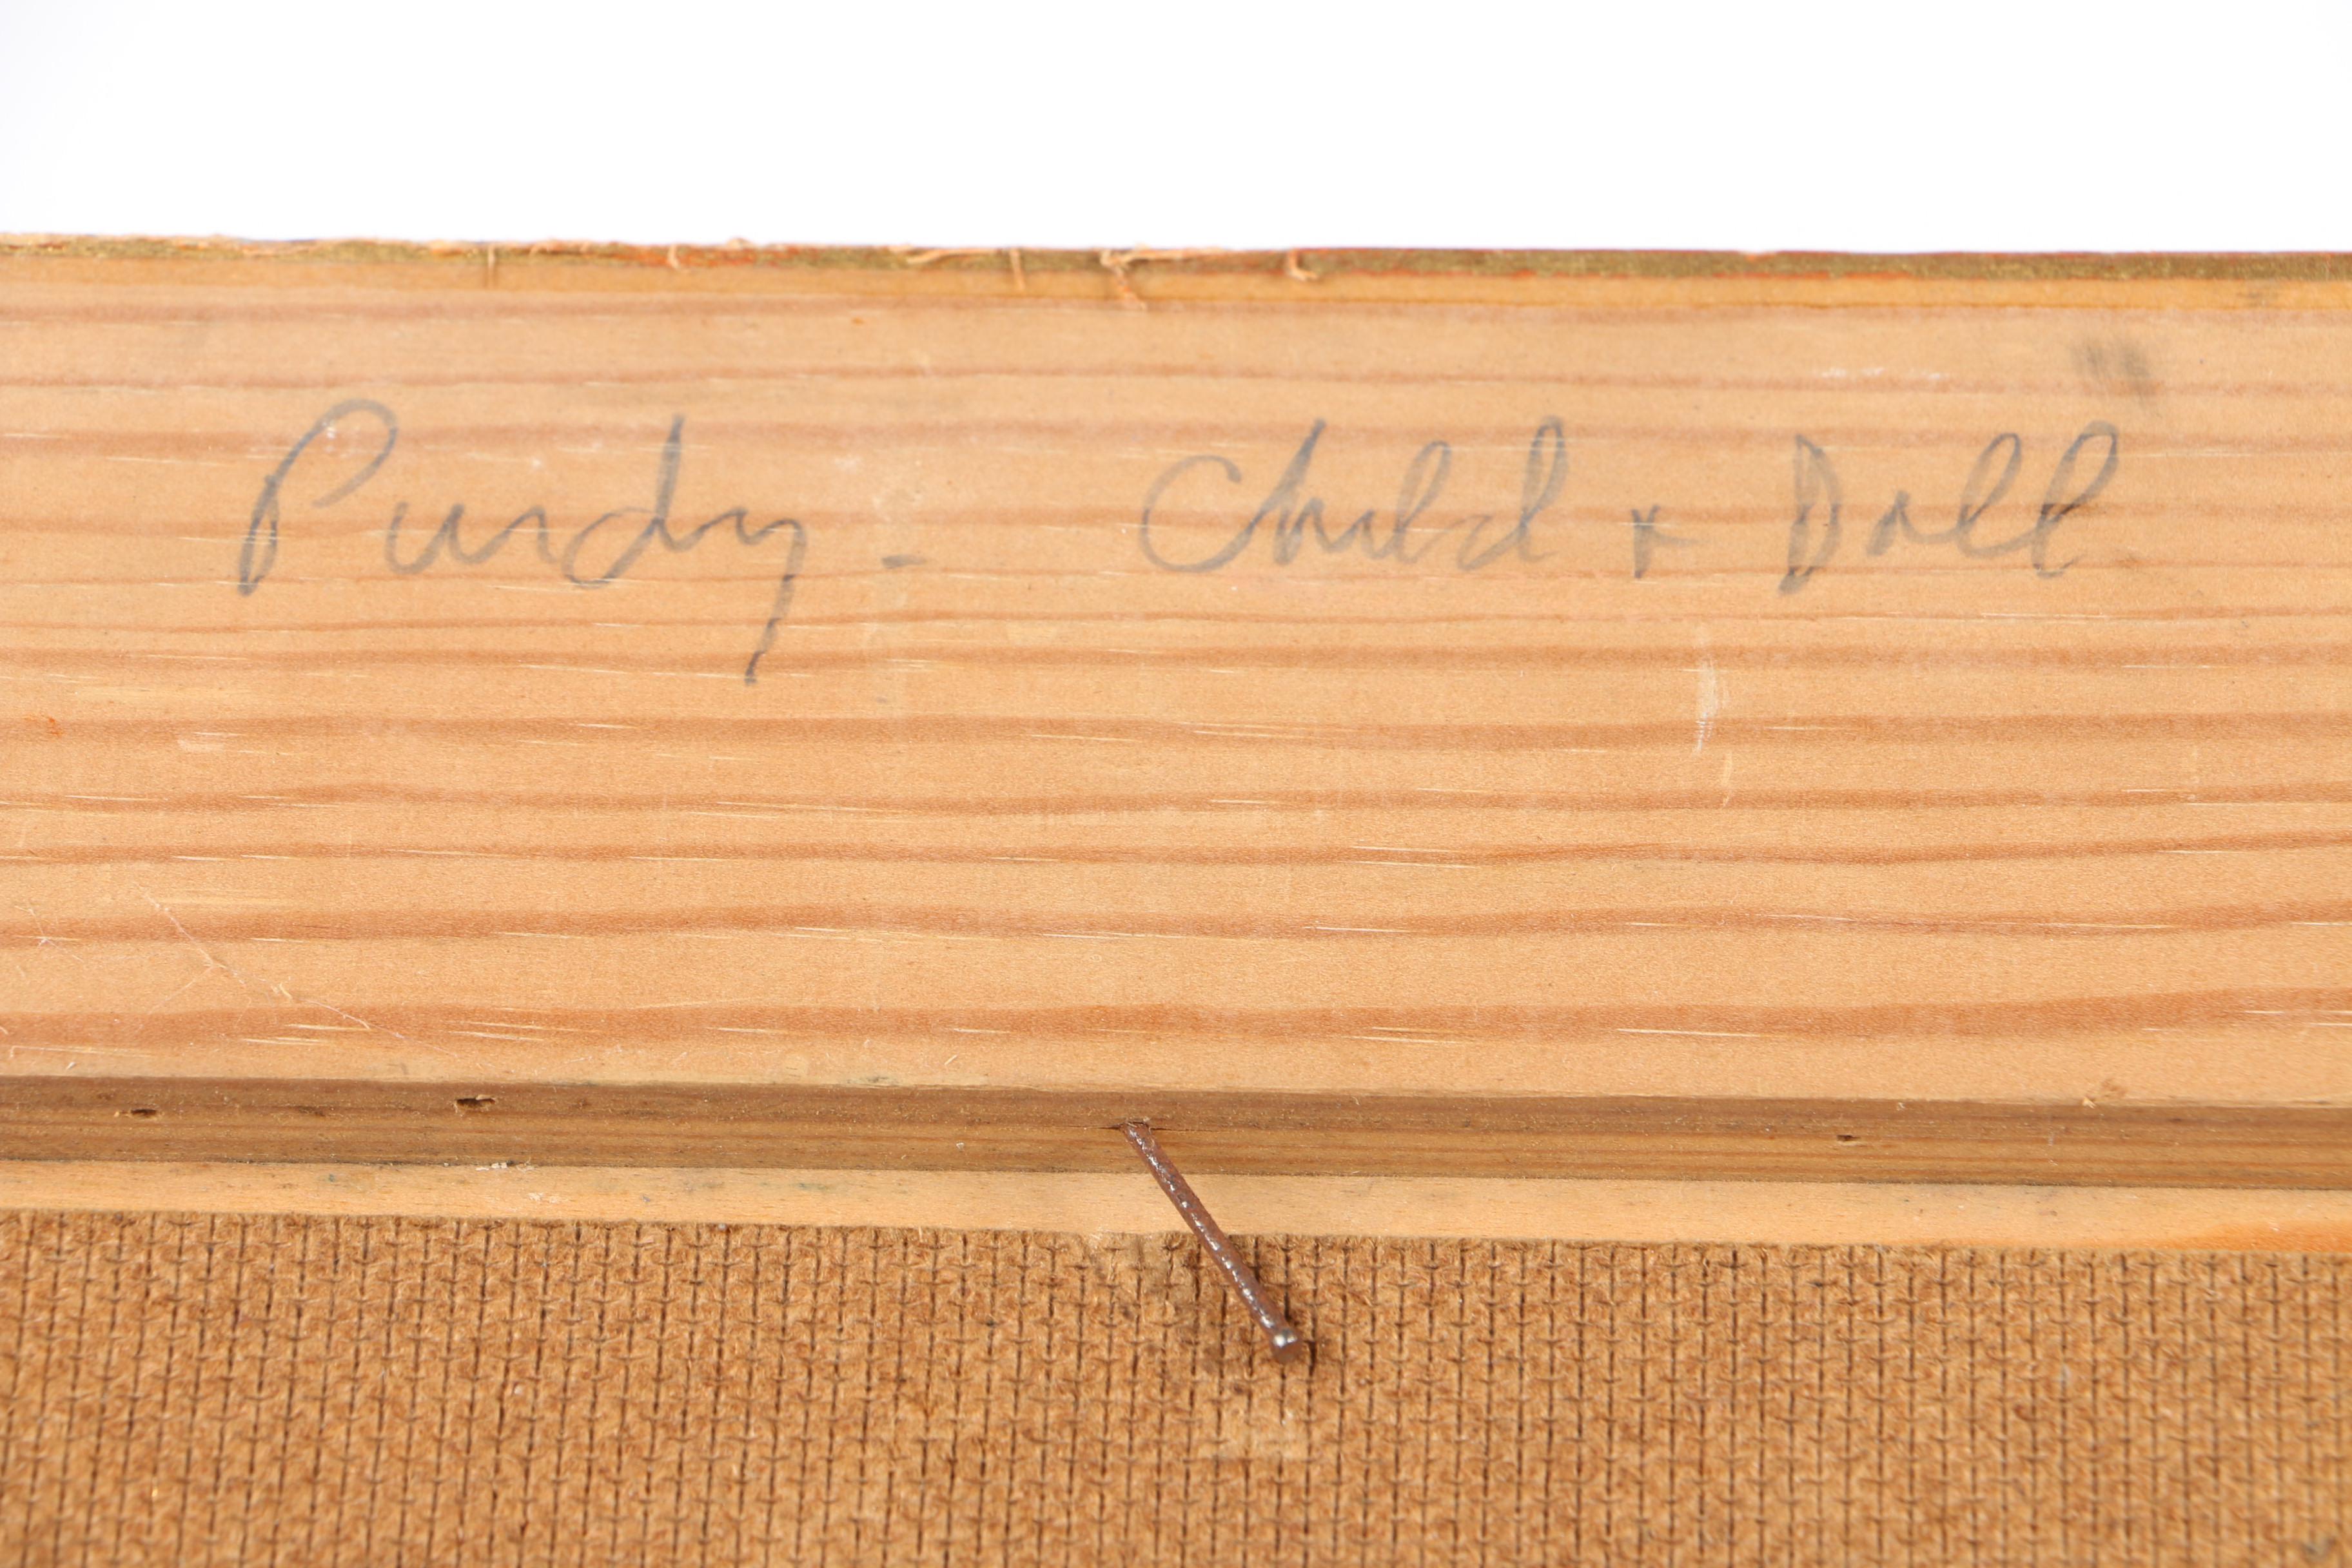 Purdy - Child + Doll